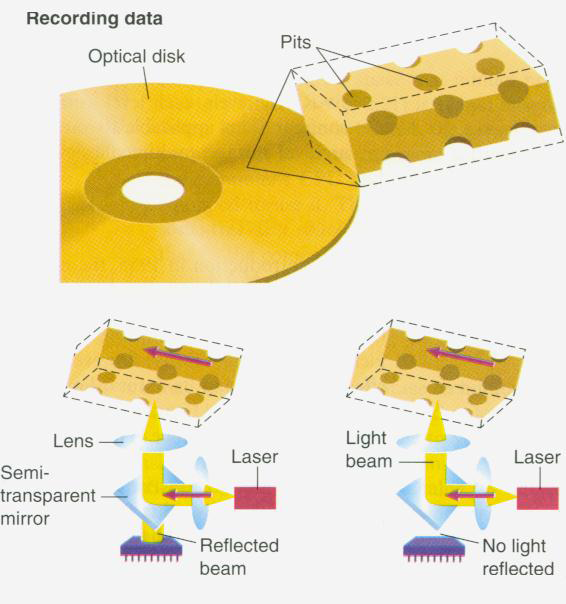 Recording data
Optical disk
Pits
Lens
Semi-
transparent
mirror
Laser
Reflected
beam
Light
beam
Laser
No light
reflected